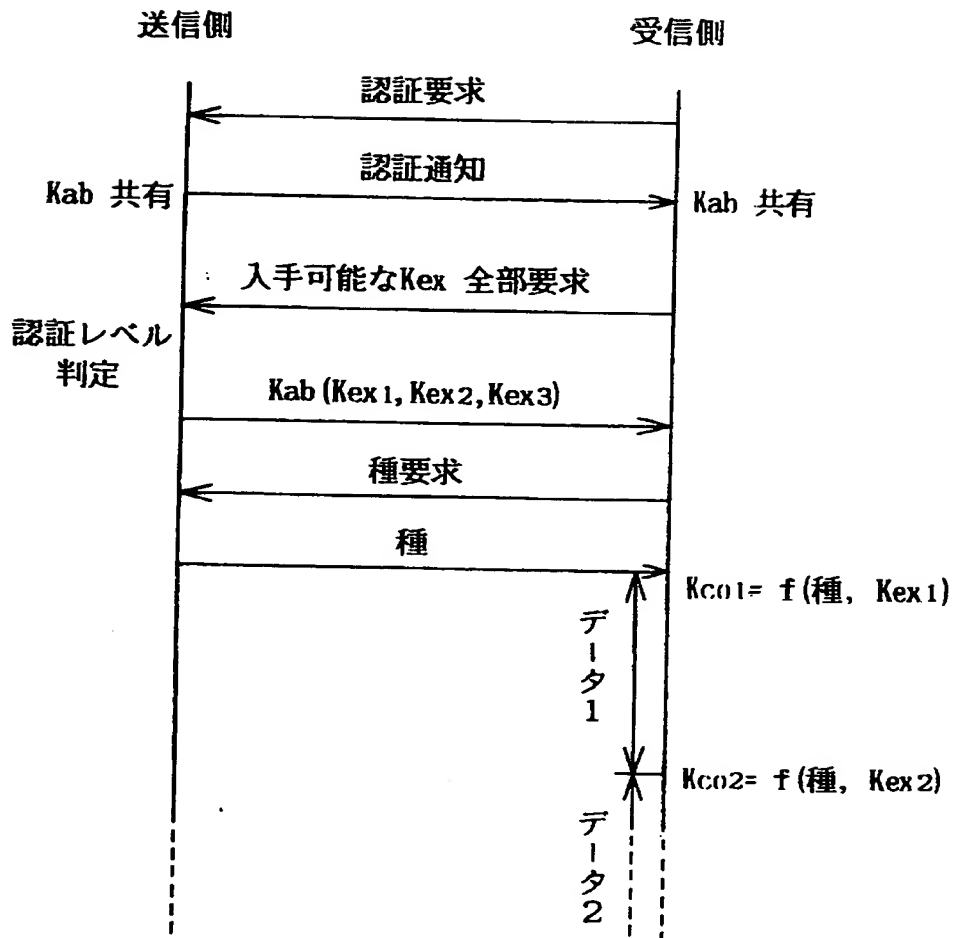 送信側
受信側
認証要求
認証通知
Kab 共有
Kab 共有
入手可能なKex 全部要求
認証レベル
判定
Kab(Kex1,Kex2,Kex3)
種要求
種
Kco1= f(種, Kex1)
データ1
Kco2= f(種, Kex2)
データ2